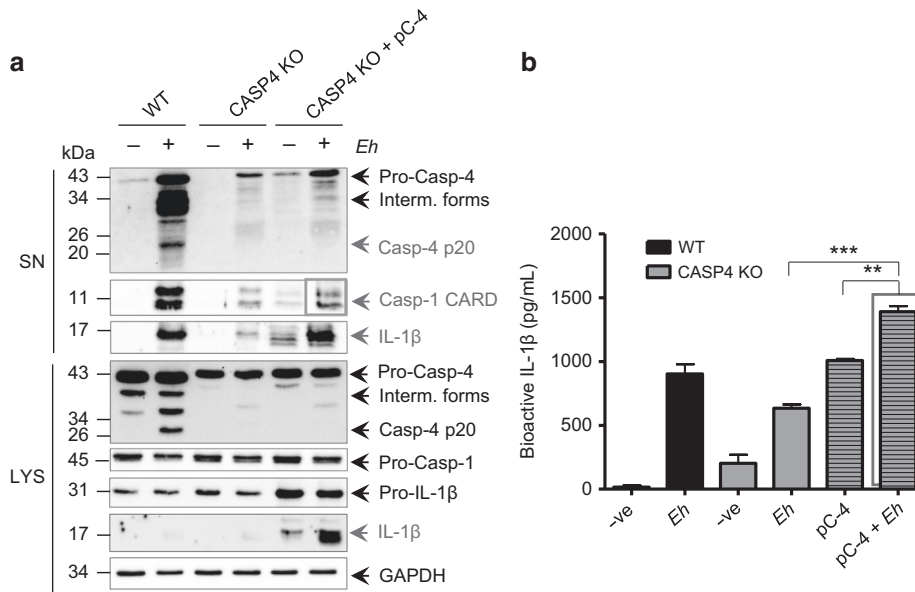 a
WT
CASP4 KO
CASP4 KO + pC-4
– + – + – + Eh
kDa
SN
43
34
26
20
Pro-Casp-4
Interm. forms
Casp-4 p20
11
Casp-1 CARD
17
IL-1β
LYS
43
34
26
Pro-Casp-4
Interm. forms
Casp-4 p20
45
Pro-Casp-1
31
Pro-IL-1β
17
IL-1β
34
GAPDH
b
Bioactive IL-1β (pg/mL)
2000
1500
1000
500
0
WT
CASP4 KO
***
**
–ve
Eh
–ve
Eh
pC-4
pC-4 + Eh